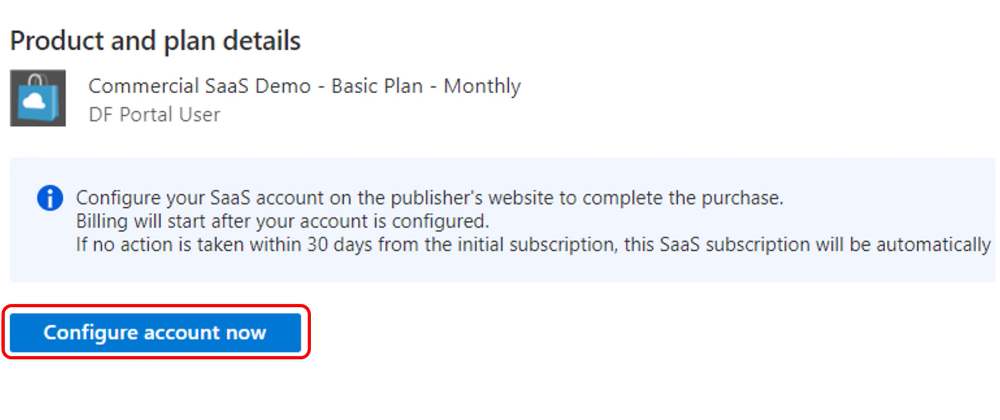 Product and plan details
Commercial SaaS Demo - Basic Plan - Monthly
DF Portal User
Configure your SaaS account on the publisher's website to complete the purchase.
Billing will start after your account is configured.
If no action is taken within 30 days from the initial subscription, this SaaS subscription will be automatically
Configure account now